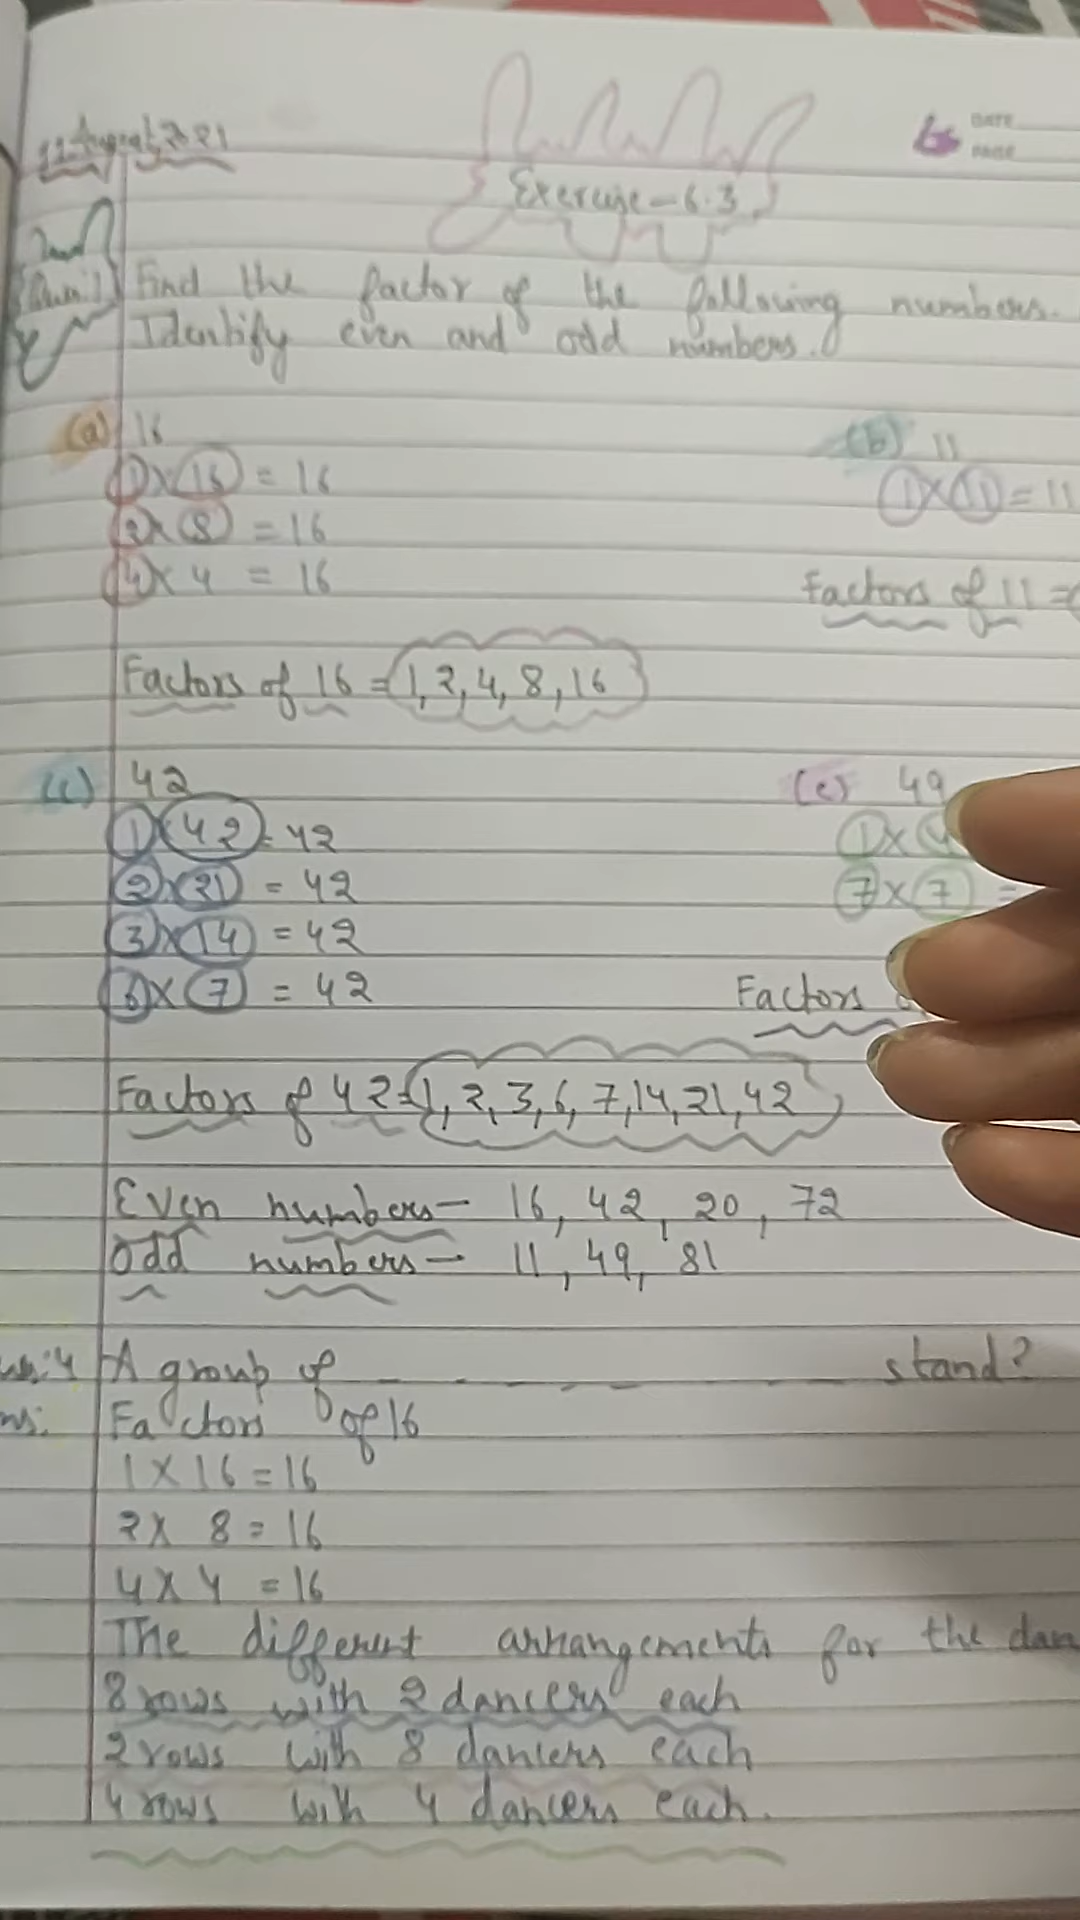 DATE
PAGE
Exercise-6.3
Find the factor of the following numbers.
Identify even and odd numbers.
(a) 16
1×16 = 16
2×8 = 16
4×4 = 16
Factors of 16 = 1, 2, 4, 8, 16
(b) 11
1×11=11
Factors of 11 =
(c) 42
1×42=42
2×21 = 42
3×14 = 42
6×7 = 42
Factors of 42=1, 2, 3, 6, 7, 14, 21, 42
(e) 49
1×
7×7 =
Factors
Even numbers- 16, 42, 20, 72
Odd numbers- 11, 49, 81
A group of _ _ _ _ _ stand?
Factors of 16
1×16=16
2× 8=16
4×4 =16
The different arrangements for the
8 rows with 2 dancers each
2 rows with 8 dancers each
4 rows with 4 dancers each.